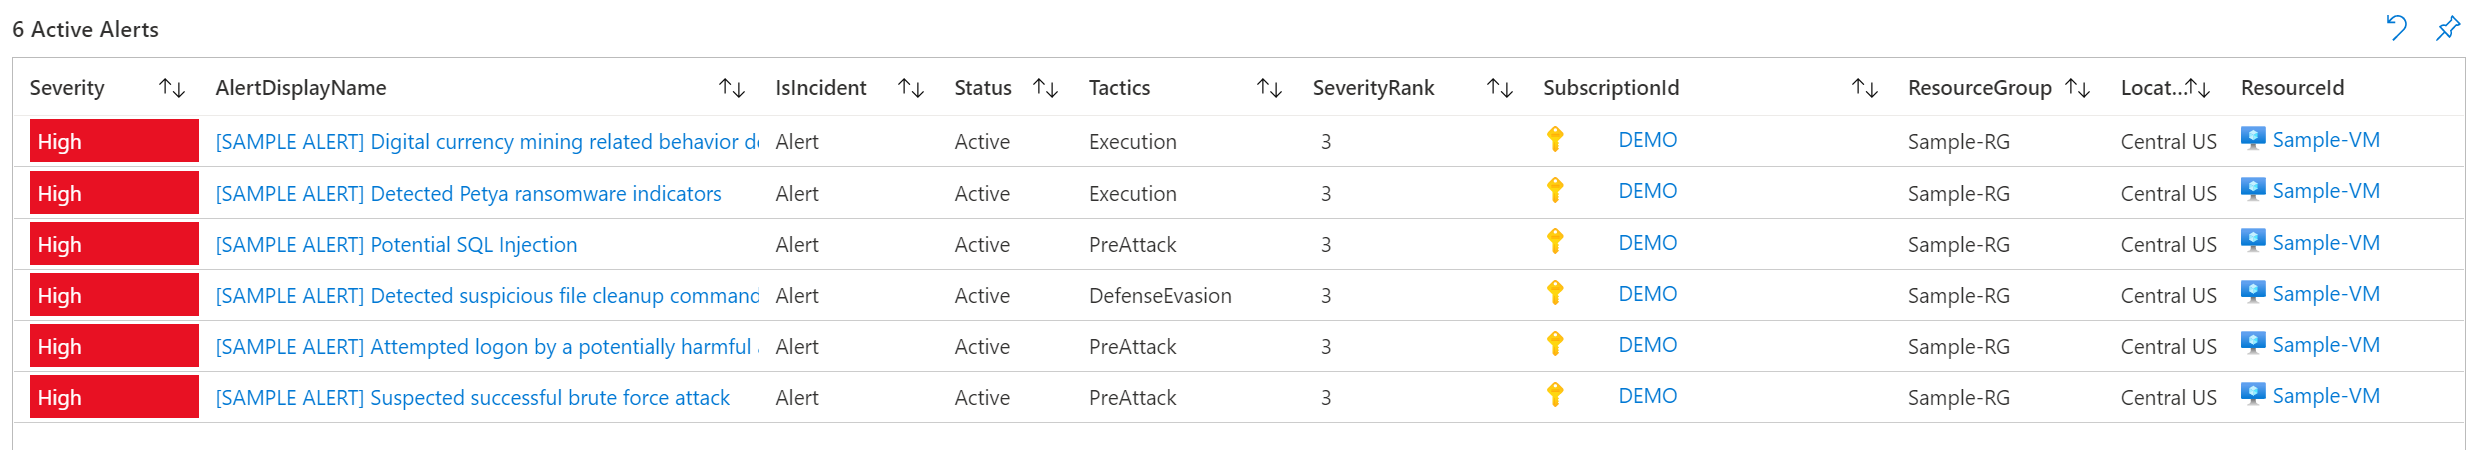 6 Active Alerts
Severity AlertDisplayName IsIncident Status Tactics SeverityRank SubscriptionId ResourceGroup Locat... ResourceId
High [SAMPLE ALERT] Digital currency mining related behavior Alert Active Execution 3 DEMO Sample-RG Central US Sample-VM
High [SAMPLE ALERT] Detected Petya ransomware indicators Alert Active Execution 3 DEMO Sample-RG Central US Sample-VM
High [SAMPLE ALERT] Potential SQL Injection Alert Active PreAttack 3 DEMO Sample-RG Central US Sample-VM
High [SAMPLE ALERT] Detected suspicious file cleanup command Alert Active DefenseEvasion 3 DEMO Sample-RG Central US Sample-VM
High [SAMPLE ALERT] Attempted logon by a potentially harmful Alert Active PreAttack 3 DEMO Sample-RG Central US Sample-VM
High [SAMPLE ALERT] Suspected successful brute force attack Alert Active PreAttack 3 DEMO Sample-RG Central US Sample-VM